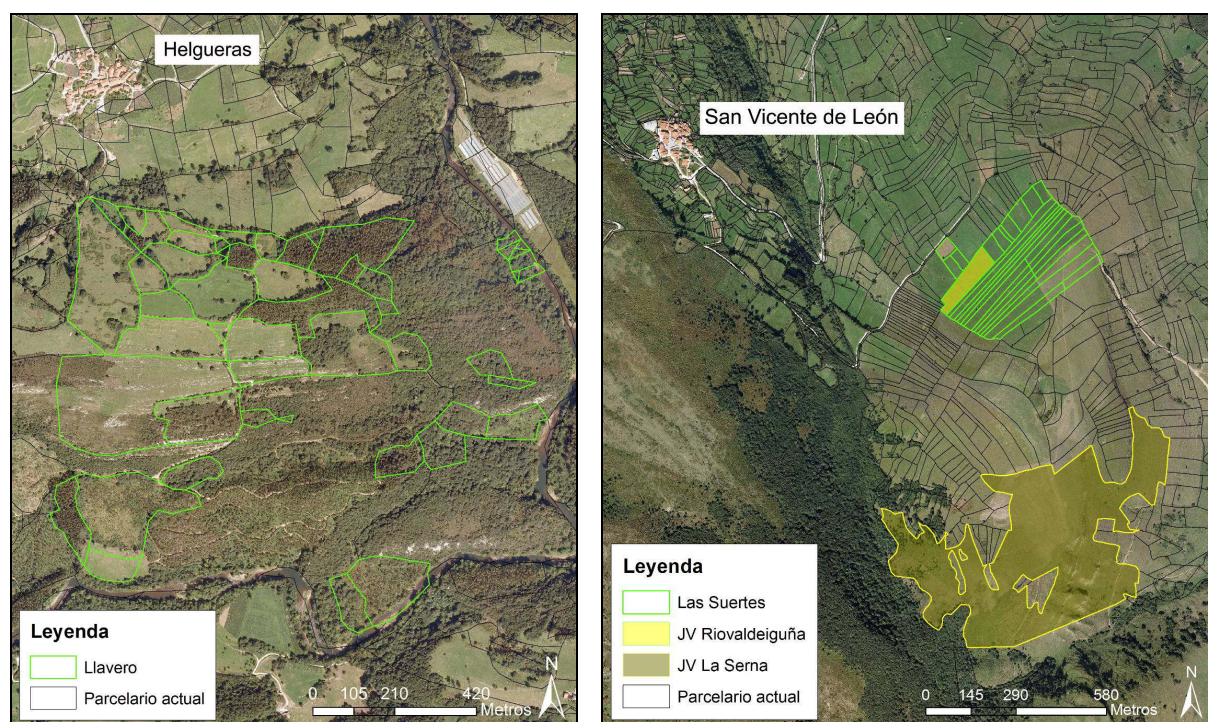 Helgueras
Leyenda
Llavero
Parcelario actual
N
0 105 210 420
Metros
San Vicente de León
Leyenda
Las Suertes
JV Riovaldeiguña
JV La Serna
Parcelario actual
N
0 145 290 580
Metros